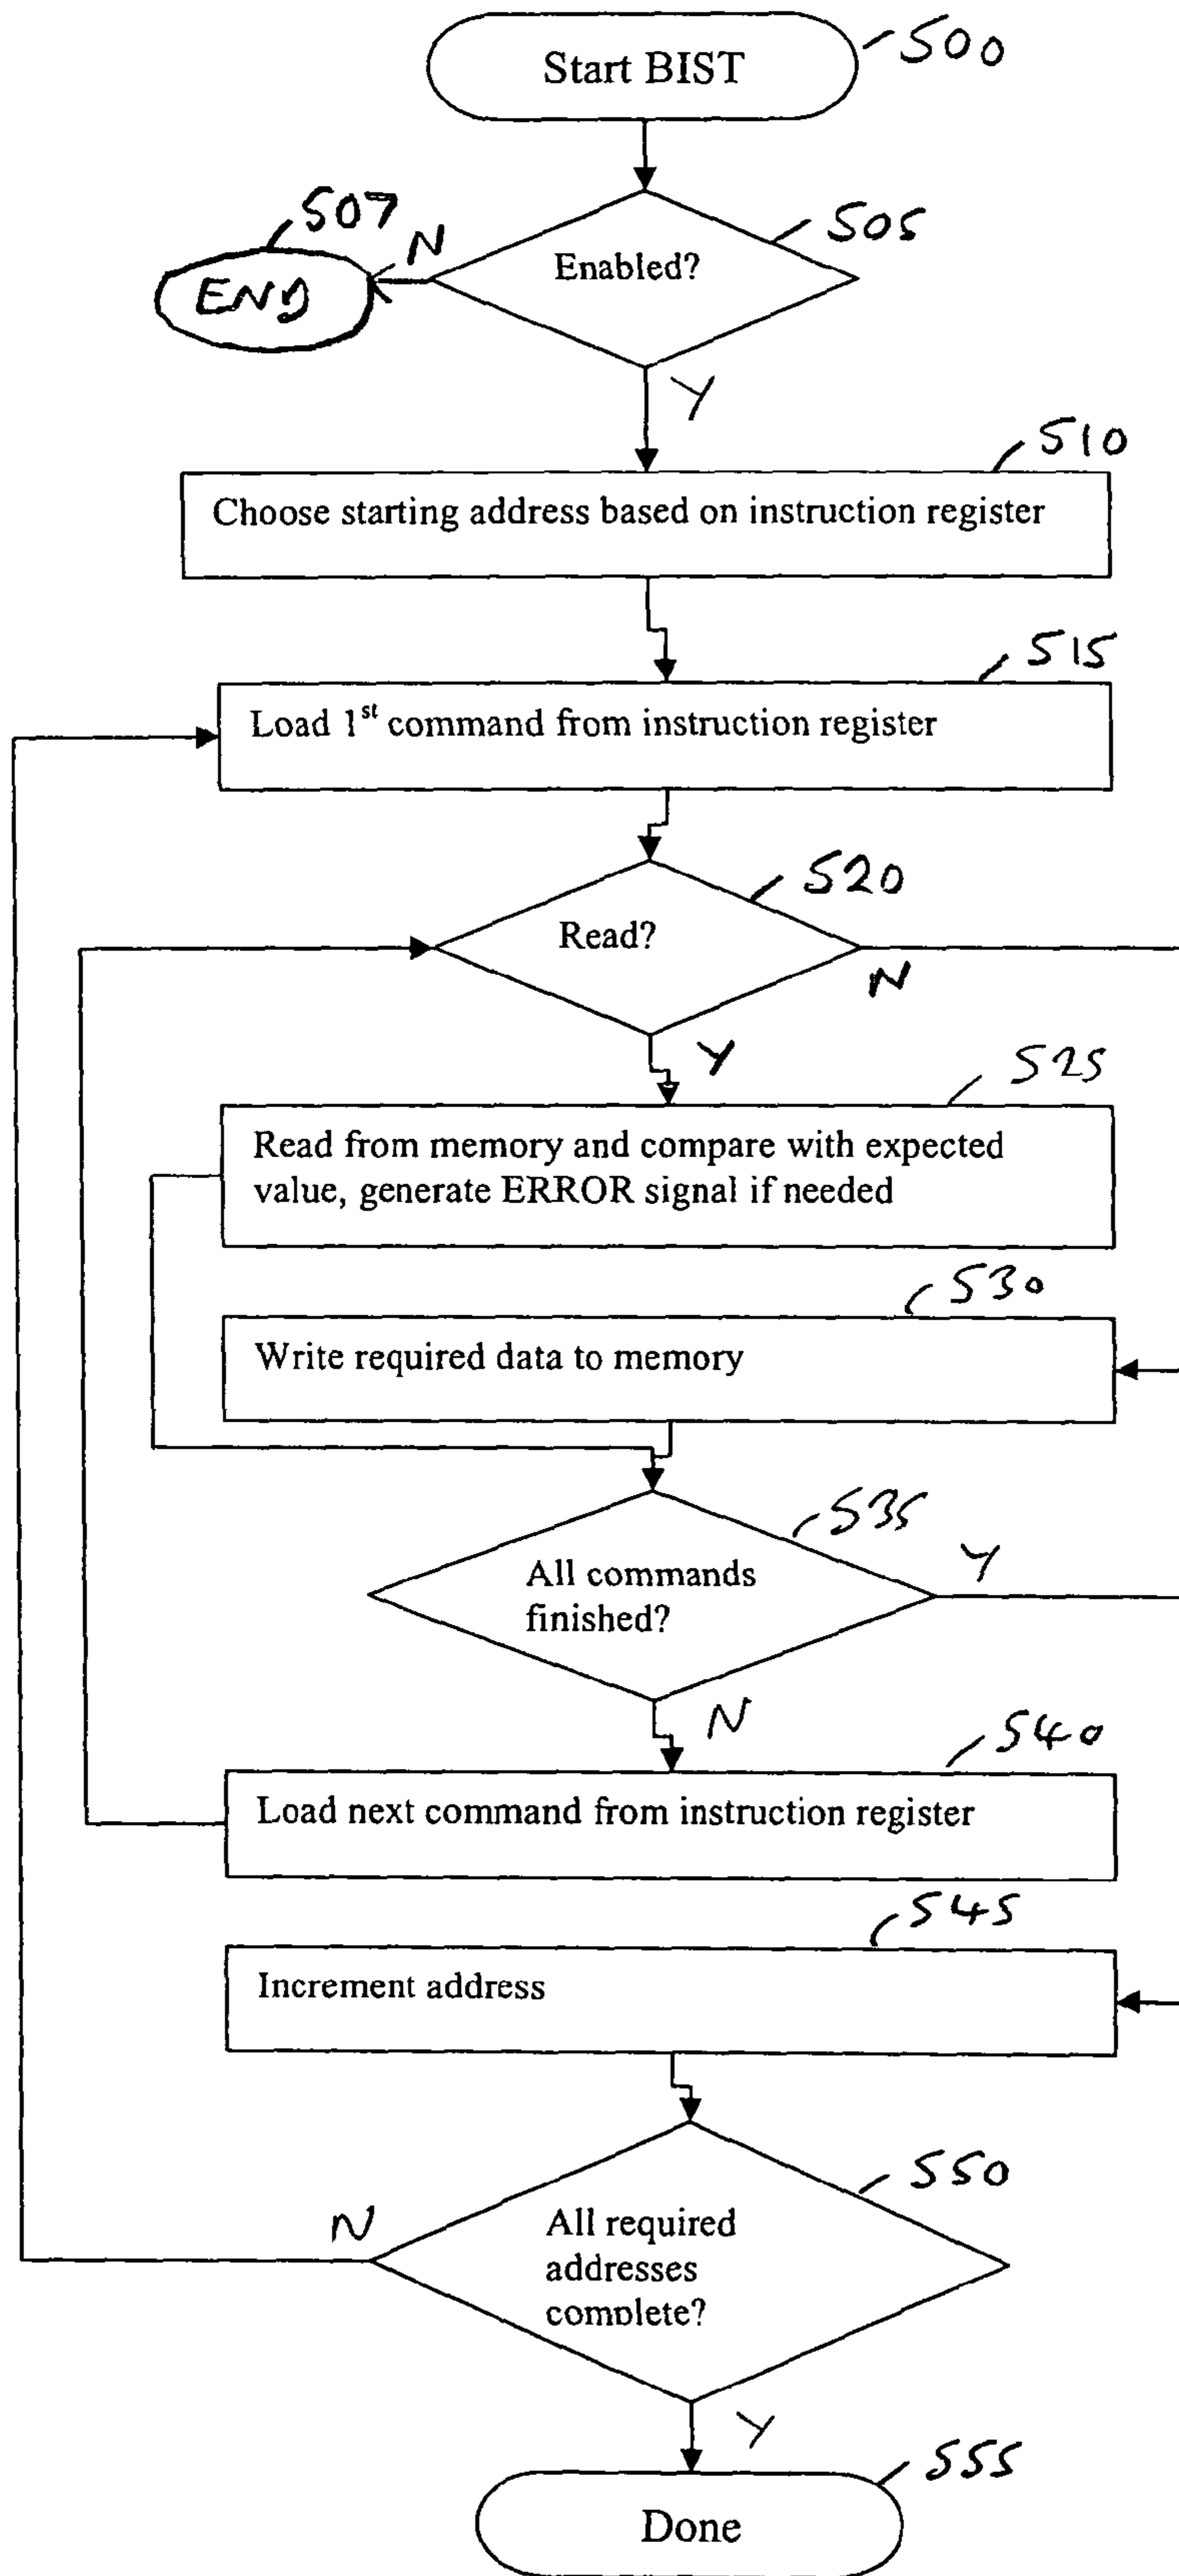 Start BIST
500
507
N
505
END
Enabled?
Y
510
Choose starting address based on instruction register
515
Load 1st command from instruction register
520
Read?
N
Y
525
Read from memory and compare with expected
value, generate ERROR signal if needed
530
Write required data to memory
535
All commands
finished?
Y
N
540
Load next command from instruction register
545
Increment address
550
N
All required
addresses
complete?
Y
555
Done